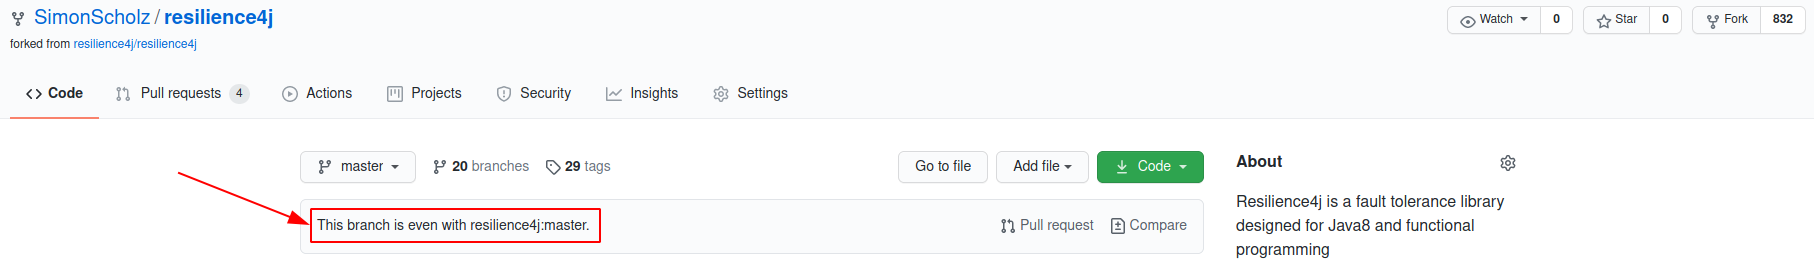 SimonScholz / resilience4j
Watch 0 Star 0 Fork 832
forked from resilience4j/resilience4j
Code Pull requests 4 Actions Projects Security Insights Settings
master 20 branches 29 tags Go to file Add file Code
This branch is even with resilience4j:master. Pull request Compare
About
Resilience4j is a fault tolerance library
designed for Java8 and functional
programming